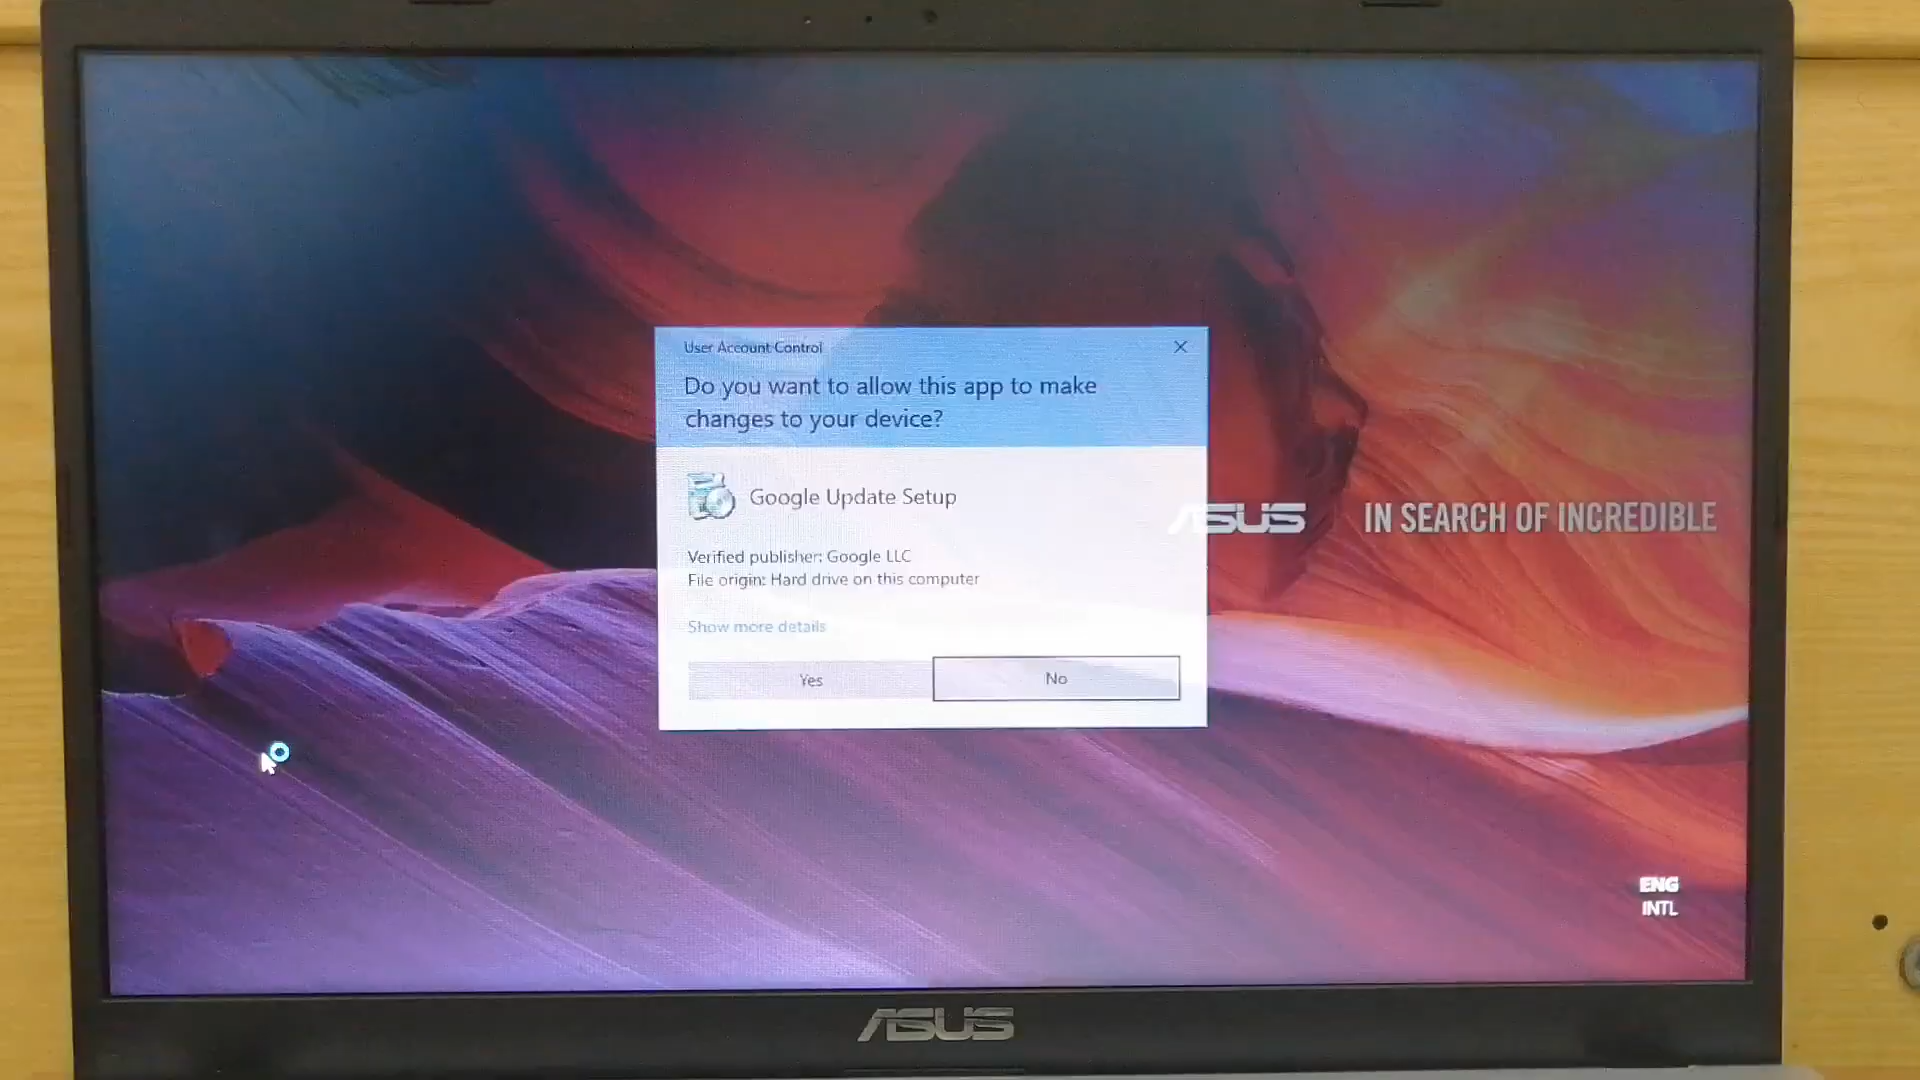 User Account Control
Do you want to allow this app to make
changes to your device?
Google Update Setup
ASUS IN SEARCH OF INCREDIBLE
Verified publisher: Google LLC
File origin: Hard drive on this computer
Show more details
Yes
No
ENG
INTL
ASUS